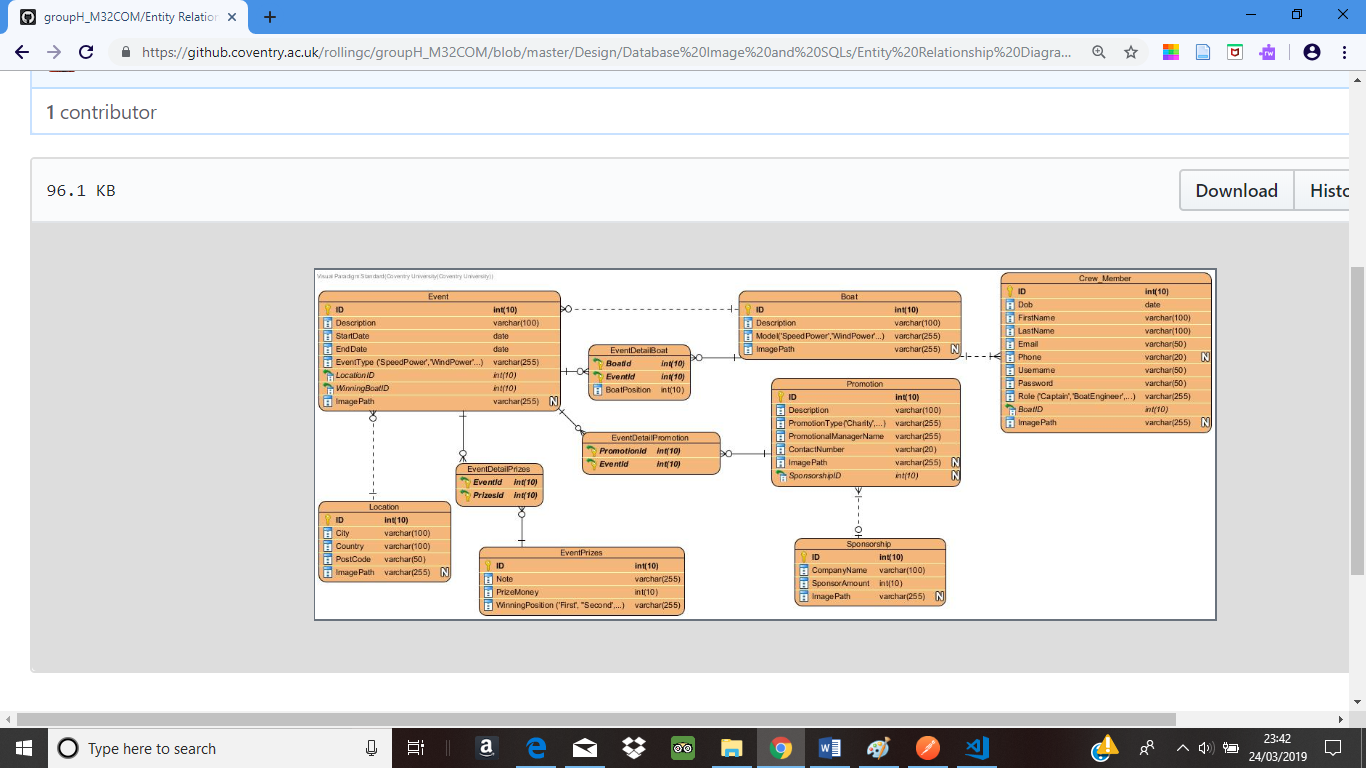 groupH_M32COM/Entity Relation
https://github.coventry.ac.uk/rollingc/groupH_M32COM/blob/master/Design/Database%20Image%20and%20SQLs/Entity%20Relationship%20Diagra...
1 contributor
96.1 KB
Download
Histo
Visual Paradigm Standard(Coventry University(Coventry University))
Event
ID int(10)
Description varchar(100)
StartDate date
EndDate date
EventType ('SpeedPower','WindPower'...) varchar(255)
LocationID int(10)
WinningBoatID int(10)
ImagePath varchar(255) N
EventDetailBoat
BoatId int(10)
EventId int(10)
BoatPosition int(10)
Boat
ID int(10)
Description varchar(100)
Model('SpeedPower','WindPower'...) varchar(255)
ImagePath varchar(255) N
Crew_Member
ID int(10)
Dob date
FirstName varchar(100)
LastName varchar(100)
Email varchar(50)
Phone varchar(20) N
Username varchar(50)
Password varchar(50)
Role ('Captain','BoatEngineer',...) varchar(255)
BoatID int(10)
ImagePath varchar(255) N
Promotion
ID int(10)
Description varchar(100)
PromotionType('Charity',...) varchar(255)
PromotionalManagerName varchar(255)
ContactNumber varchar(20)
ImagePath varchar(255) N
SponsorshipID int(10) N
EventDetailPromotion
PromotionId int(10)
EventId int(10)
EventDetailPrizes
EventId int(10)
PrizesId int(10)
Location
ID int(10)
City varchar(100)
Country varchar(100)
PostCode varchar(50)
ImagePath varchar(255) N
EventPrizes
ID int(10)
Note varchar(255)
PrizeMoney int(10)
WinningPosition ('First', "Second',...) varchar(255)
Sponsorship
ID int(10)
CompanyName varchar(100)
SponsorAmount int(10)
ImagePath varchar(255) N
Type here to search
23:42
24/03/2019